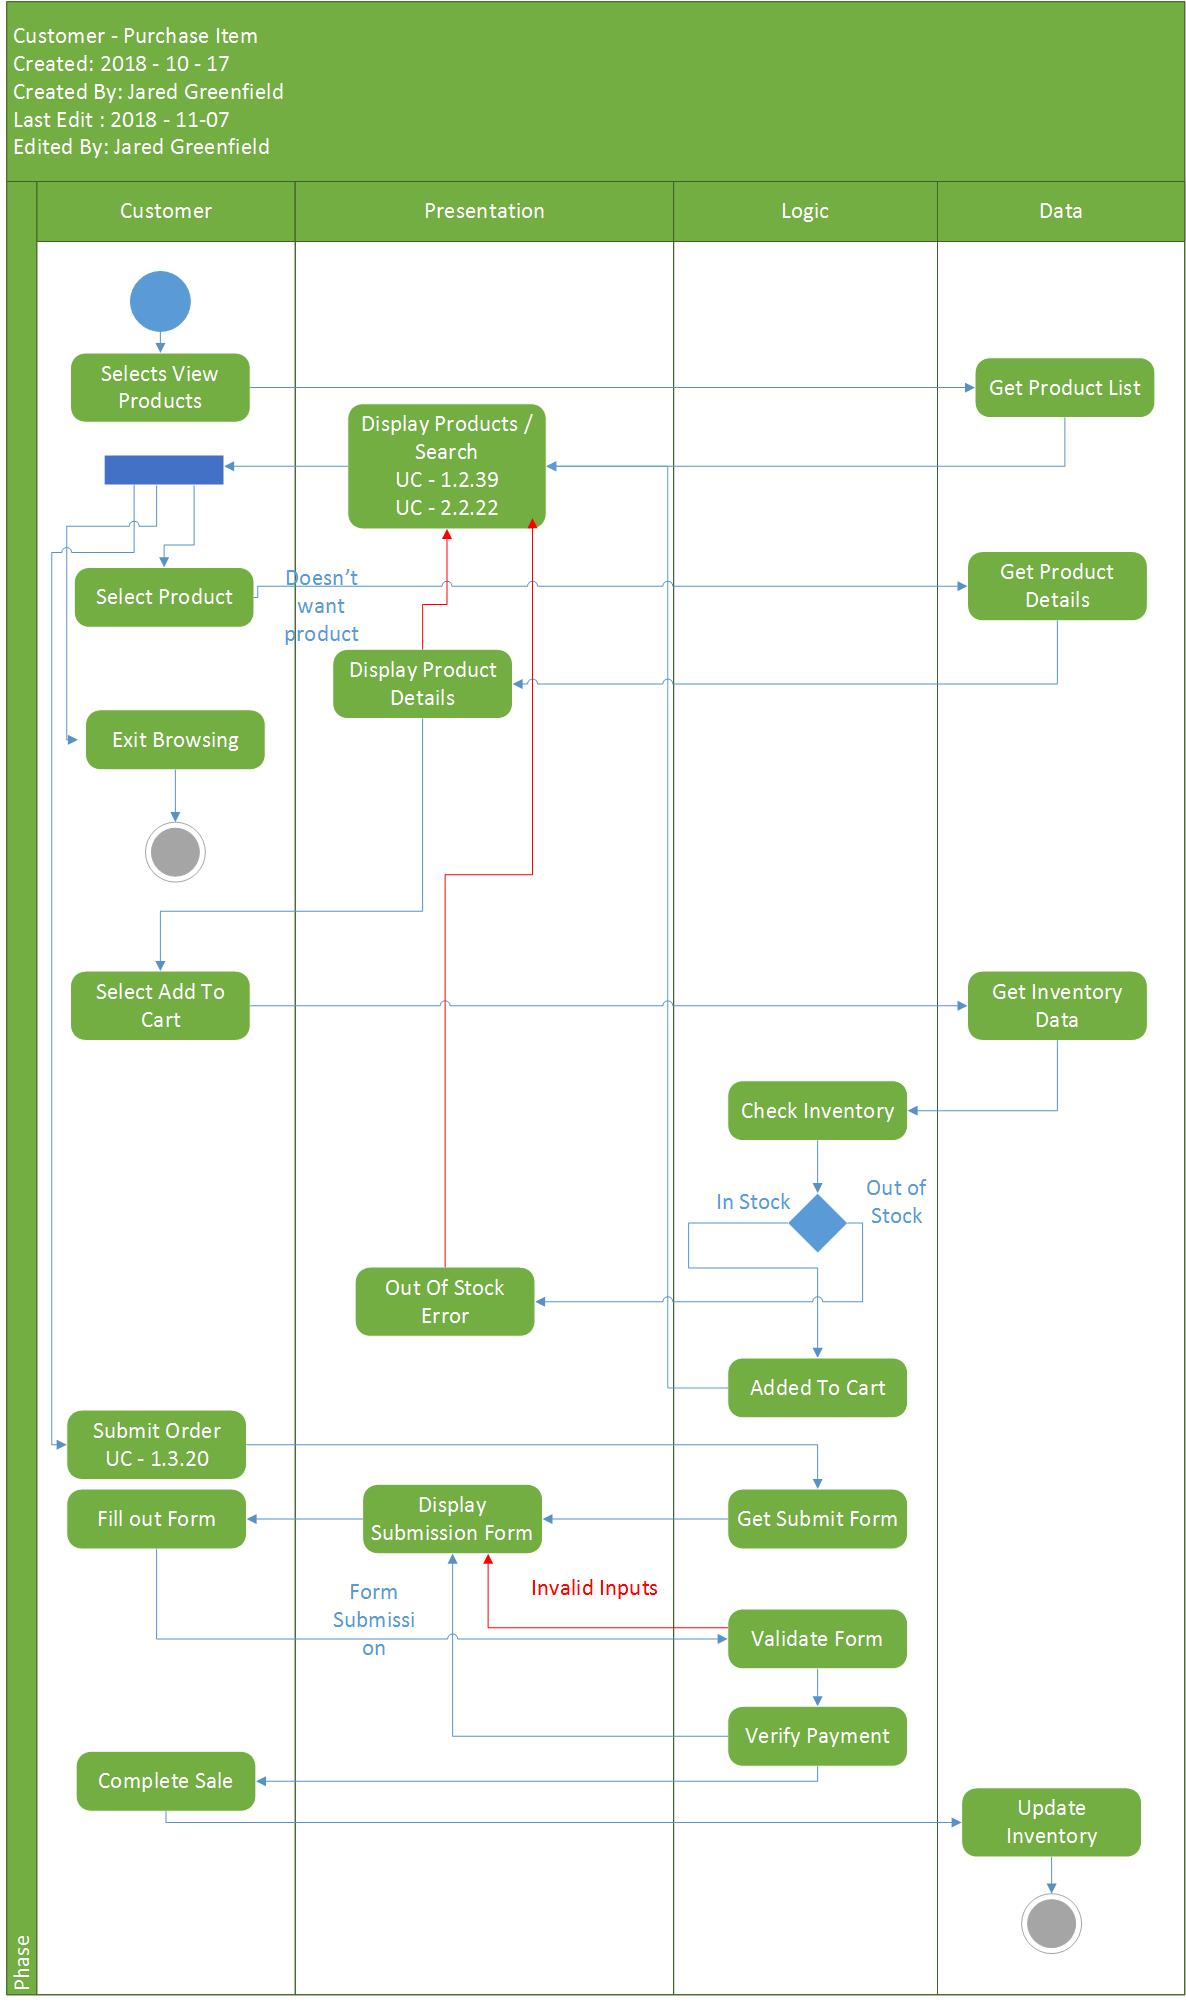 Customer - Purchase Item
Created: 2018 - 10 - 17
Created By: Jared Greenfield
Last Edit : 2018 - 11-07
Edited By: Jared Greenfield
Customer
Presentation
Logic
Data
Selects View
Products
Get Product List
Display Products /
Search
UC - 1.2.39
UC - 2.2.22
Select Product
Doesn't
want
product
Get Product
Details
Display Product
Details
Exit Browsing
Select Add To
Cart
Get Inventory
Data
Check Inventory
In Stock
Out of
Stock
Out Of Stock
Error
Added To Cart
Submit Order
UC - 1.3.20
Fill out Form
Display
Submission Form
Get Submit Form
Form
Submissi
on
Invalid Inputs
Validate Form
Verify Payment
Complete Sale
Update
Inventory
Phase